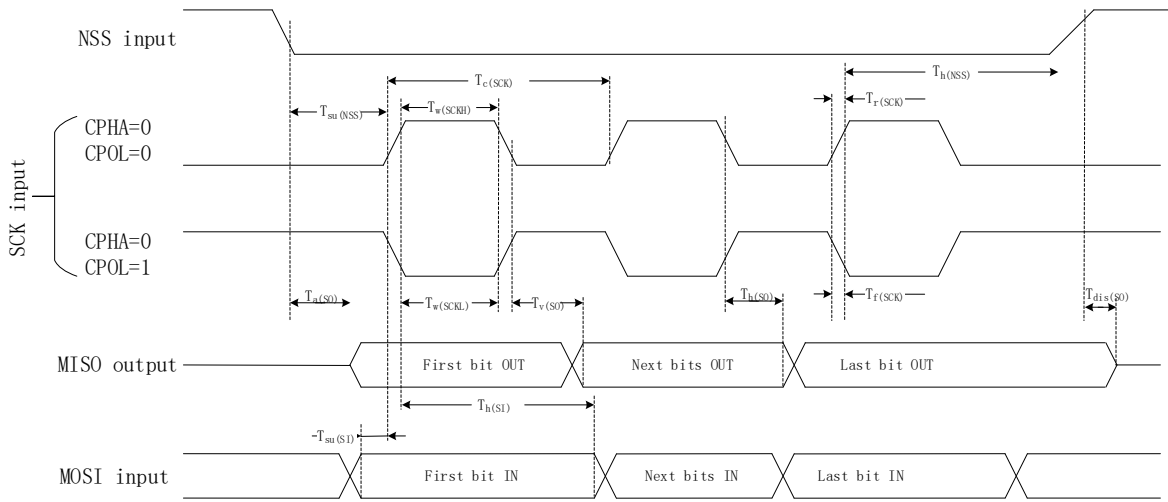 NSS input
Tc(SCK)
Th(NSS)
Tsu(NSS)
Tw(SCKH)
Tr(SCK)
SCK input
CPHA=0
CPOL=0
CPHA=0
CPOL=1
Ta(SO)
Tw(SCKL)
Tv(SO)
Th(SO)
Tf(SCK)
Tdis(SO)
MISO output
First bit OUT
Next bits OUT
Last bit OUT
Th(SI)
Tsu(SI)
MOSI input
First bit IN
Next bits IN
Last bit IN